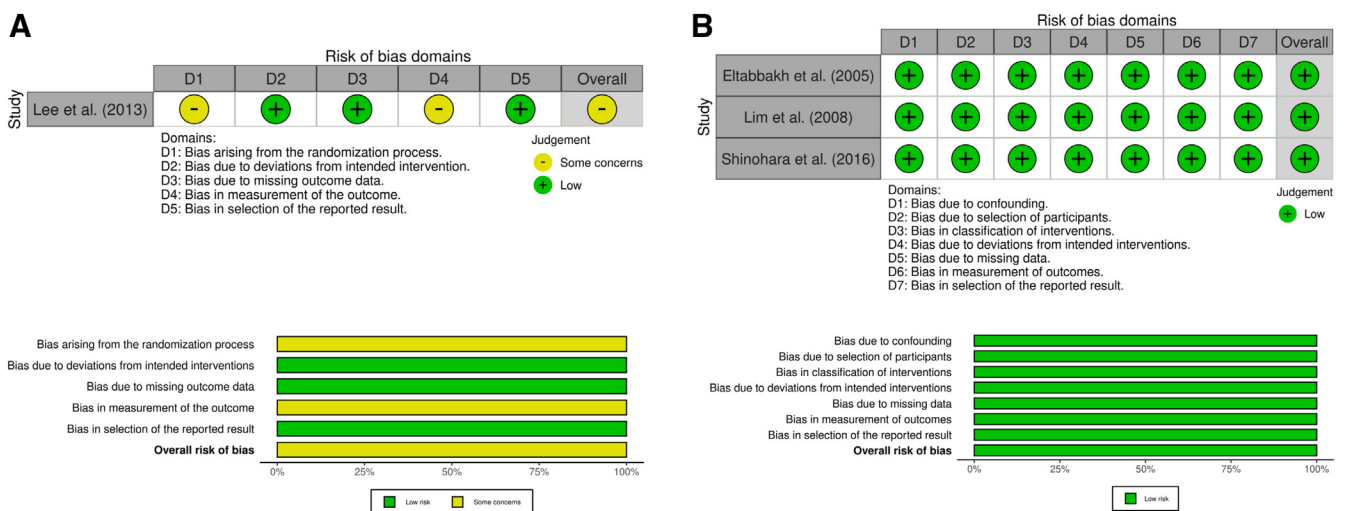 A
Risk of bias domains
D1 D2 D3 D4 D5 Overall
Study
Lee et al. (2013) - + + - + -
Domains:
D1: Bias arising from the randomization process.
D2: Bias due to deviations from intended intervention.
D3: Bias due to missing outcome data.
D4: Bias in measurement of the outcome.
D5: Bias in selection of the reported result.
Judgement
- Some concerns
+ Low
Bias arising from the randomization process
Bias due to deviations from intended interventions
Bias due to missing outcome data
Bias in measurement of the outcome
Bias in selection of the reported result
Overall risk of bias
0% 25% 50% 75% 100%
Low risk Some concerns
B
Risk of bias domains
D1 D2 D3 D4 D5 D6 D7 Overall
Study
Eltabbakh et al. (2005) + + + + + + + +
Lim et al. (2008) + + + + + + + +
Shinohara et al. (2016) + + + + + + + +
Domains:
D1: Bias due to confounding.
D2: Bias due to selection of participants.
D3: Bias in classification of interventions.
D4: Bias due to deviations from intended interventions.
D5: Bias due to missing data.
D6: Bias in measurement of outcomes.
D7: Bias in selection of the reported result.
Judgement
+ Low
Bias due to confounding
Bias due to selection of participants
Bias in classification of interventions
Bias due to deviations from intended interventions
Bias due to missing data
Bias in measurement of outcomes
Bias in selection of the reported result
Overall risk of bias
0% 25% 50% 75% 100%
Low risk